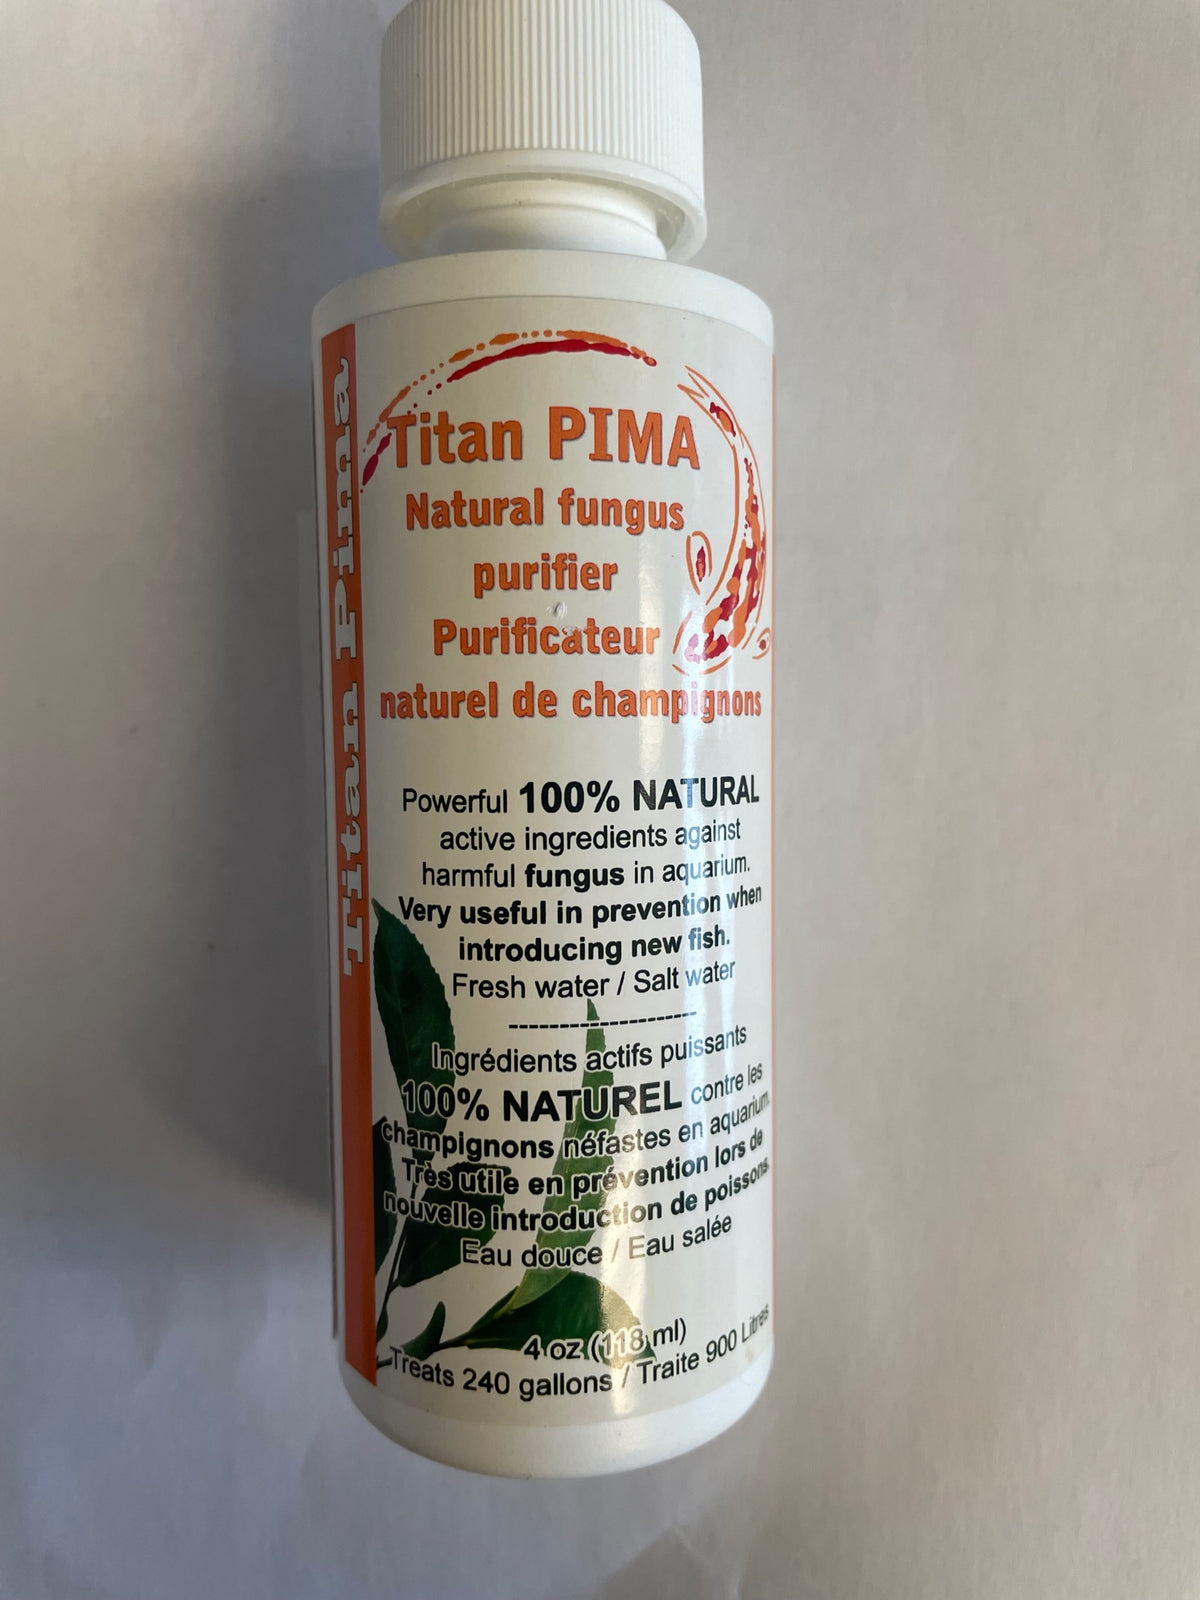 Titan Pima
Titan PIMA
Natural fungus
purifier
Purificateur
naturel de champignons
Powerful 100% NATURAL
active ingredients against
harmful fungus in aquarium.
Very useful in prevention when
introducing new fish.
Fresh water / Salt water
---------------------
Ingrédients actifs puissants
100% NATUREL contre les
champignons néfastes en aquarium.
Très utile en prévention lors de
nouvelle introduction de poissons.
Eau douce / Eau salée
4 oz (118 ml)
Treats 240 gallons / Traite 900 Litres